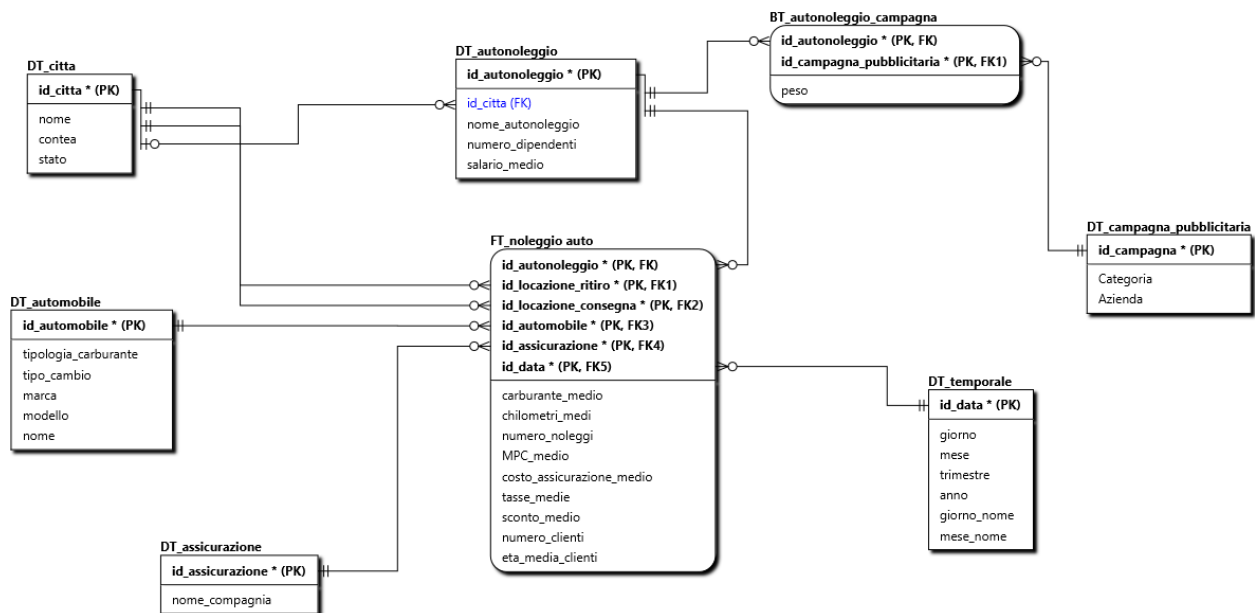 BT_autonoleggio_campagna
id_autonoleggio * (PK, FK)
id_campagna_pubblicitaria * (PK, FK1)
peso
DT_autonoleggio
id_autonoleggio * (PK)
id_citta (FK)
nome_autonoleggio
numero_dipendenti
salario_medio
DT_citta
id_citta * (PK)
nome
contea
stato
DT_campagna_pubblicitaria
id_campagna * (PK)
Categoria
Azienda
FT_noleggio auto
id_autonoleggio * (PK, FK)
id_locazione_ritiro * (PK, FK1)
id_locazione_consegna * (PK, FK2)
id_automobile * (PK, FK3)
id_assicurazione * (PK, FK4)
id_data * (PK, FK5)
carburante_medio
chilometri_medi
numero_noleggi
MPC_medio
costo_assicurazione_medio
tasse_medie
sconto_medio
numero_clienti
eta_media_clienti
DT_automobile
id_automobile * (PK)
tipologia_carburante
tipo_cambio
marca
modello
nome
DT_temporale
id_data * (PK)
giorno
mese
trimestre
anno
giorno_nome
mese_nome
DT_assicurazione
id_assicurazione * (PK)
nome_compagnia